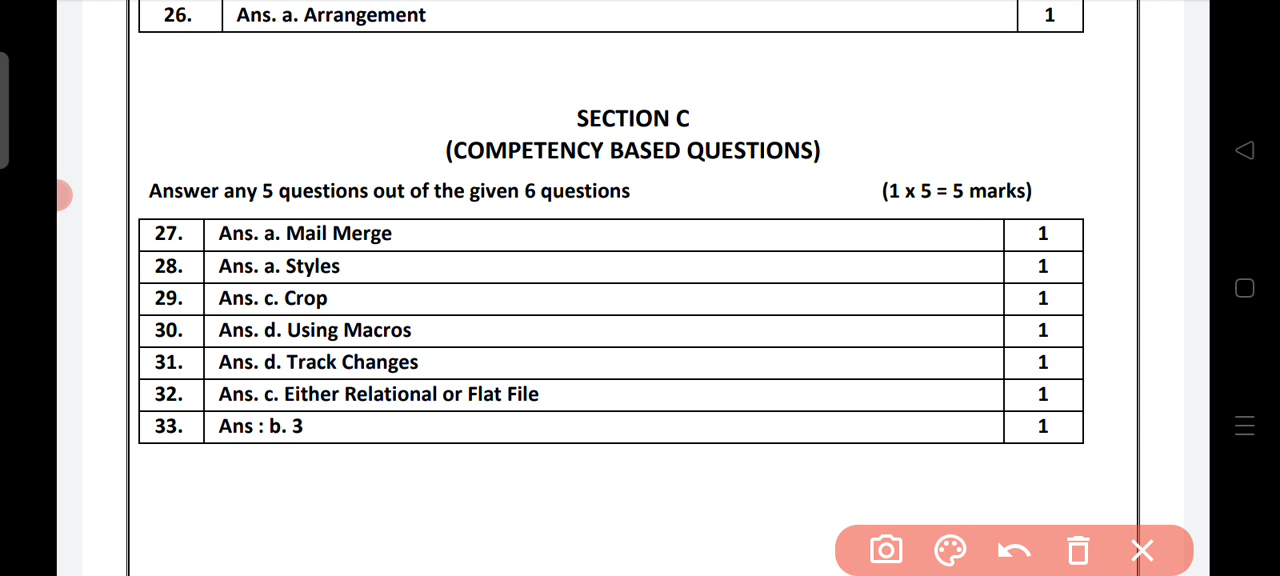 26. Ans. a. Arrangement 1
SECTION C
(COMPETENCY BASED QUESTIONS)
Answer any 5 questions out of the given 6 questions (1 x 5 = 5 marks)
27. Ans. a. Mail Merge 1
28. Ans. a. Styles 1
29. Ans. c. Crop 1
30. Ans. d. Using Macros 1
31. Ans. d. Track Changes 1
32. Ans. c. Either Relational or Flat File 1
33. Ans : b. 3 1